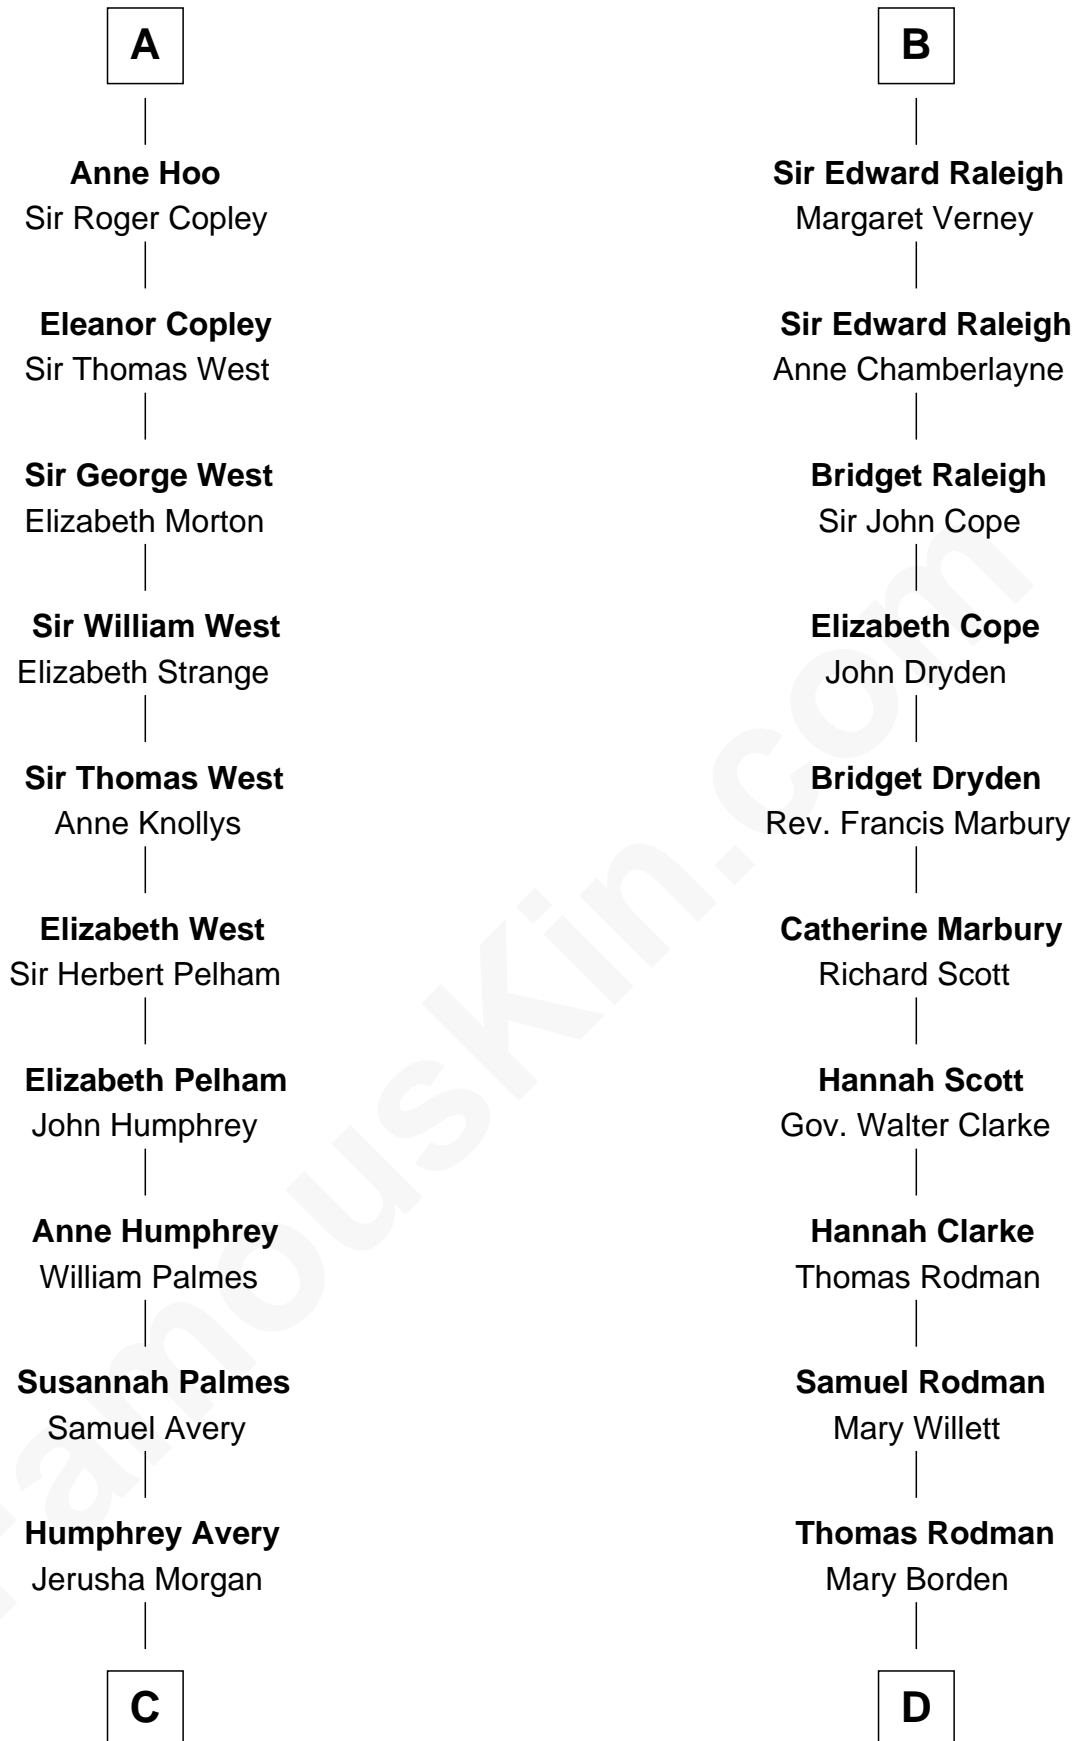 A
Anne Hoo
Sir Roger Copley
Eleanor Copley
Sir Thomas West
Sir George West
Elizabeth Morton
Sir William West
Elizabeth Strange
Sir Thomas West
Anne Knollys
Elizabeth West
Sir Herbert Pelham
Elizabeth Pelham
John Humphrey
Anne Humphrey
William Palmes
Susannah Palmes
Samuel Avery
Humphrey Avery
Jerusha Morgan
C
B
Sir Edward Raleigh
Margaret Verney
Sir Edward Raleigh
Anne Chamberlayne
Bridget Raleigh
Sir John Cope
Elizabeth Cope
John Dryden
Bridget Dryden
Rev. Francis Marbury
Catherine Marbury
Richard Scott
Hannah Scott
Gov. Walter Clarke
Hannah Clarke
Thomas Rodman
Samuel Rodman
Mary Willett
Thomas Rodman
Mary Borden
D
FamousKin.com